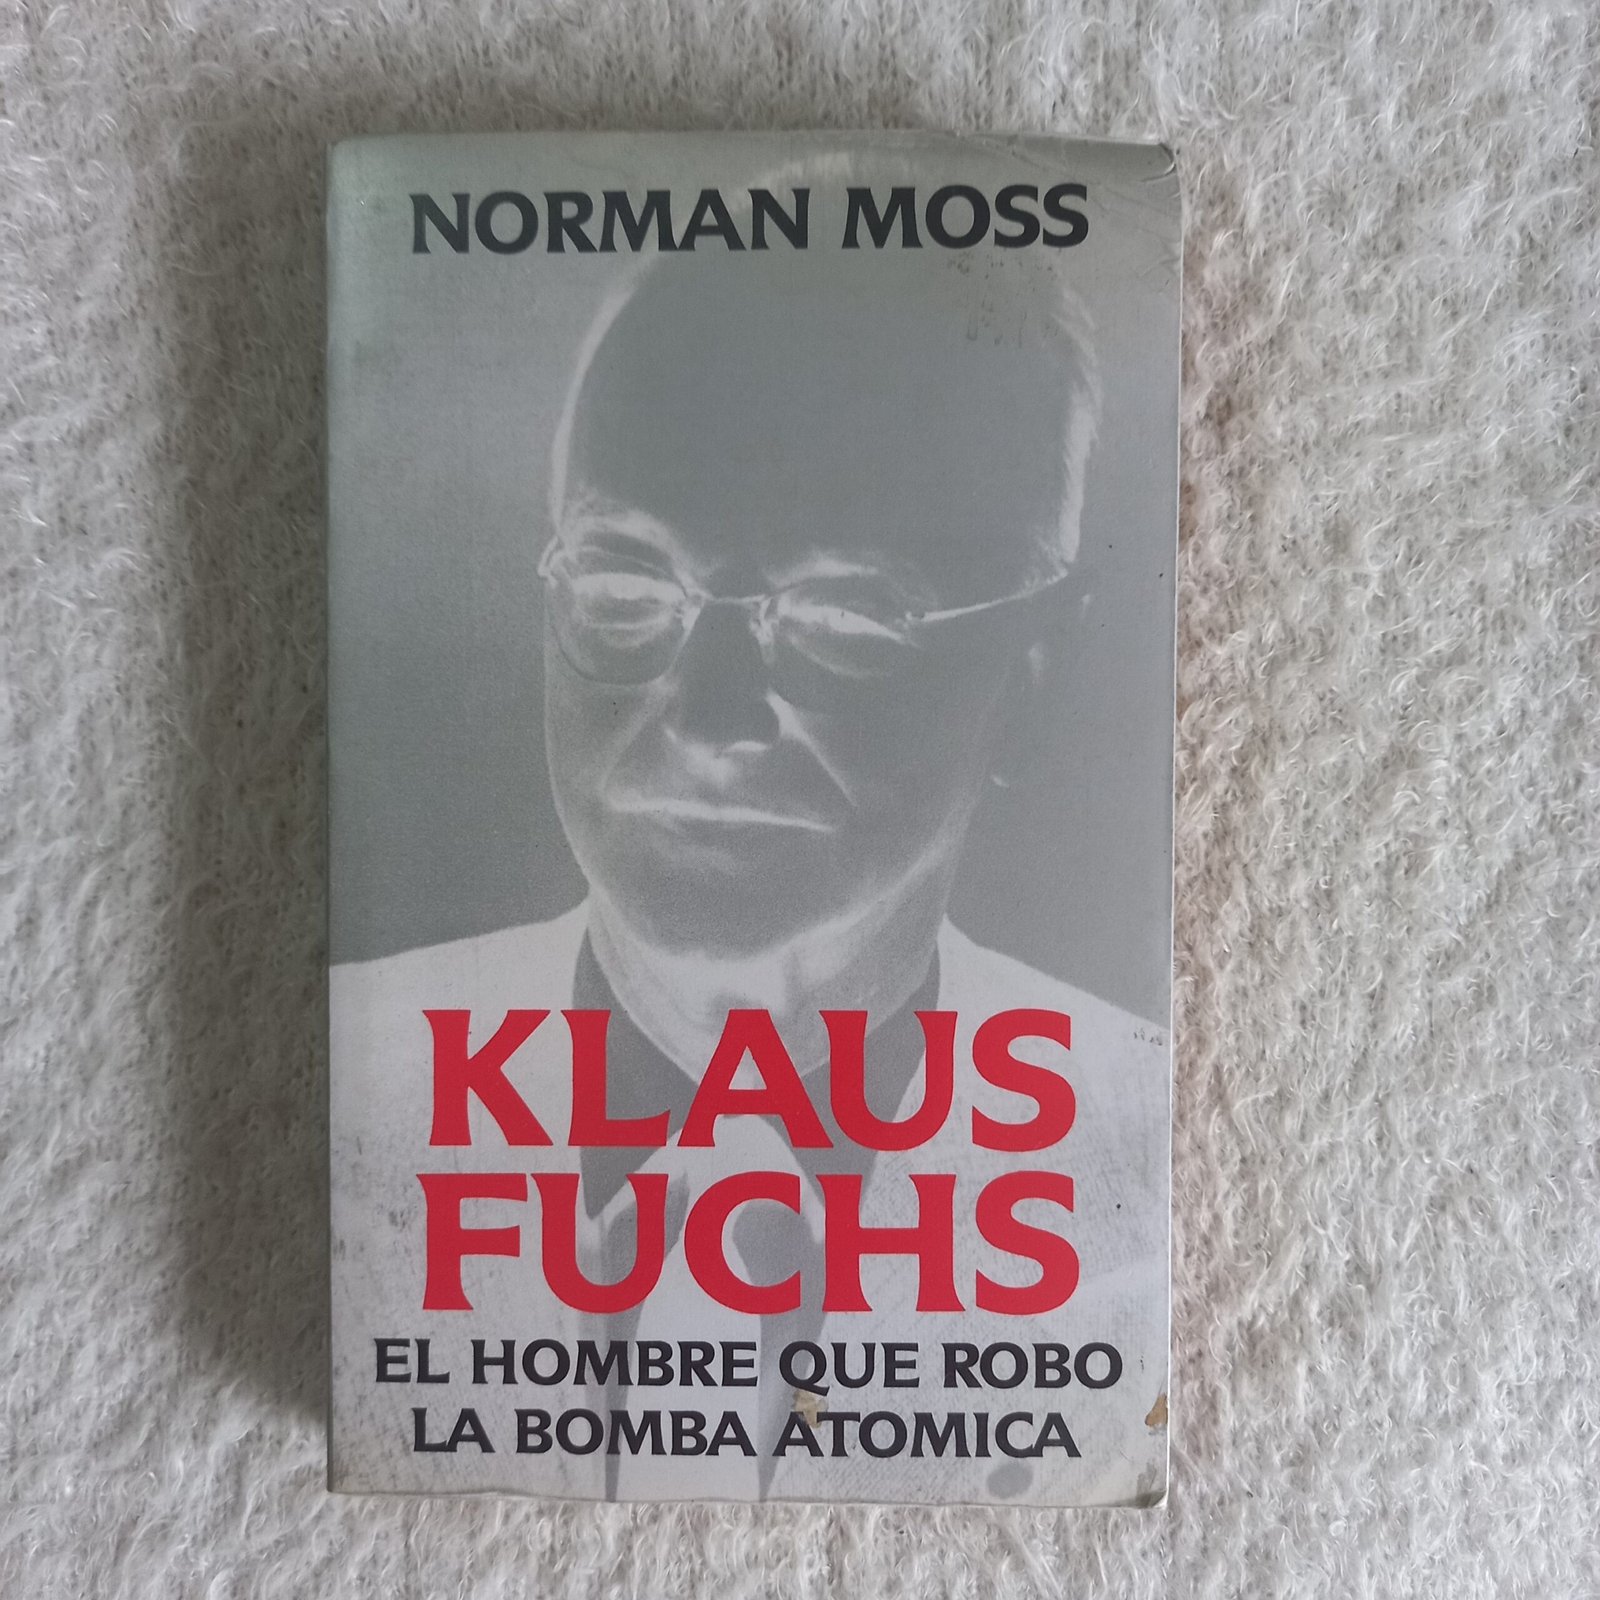 NORMAN MOSS
KLAUS
FUCHS
EL HOMBRE QUE ROBO
LA BOMBA ATOMICA